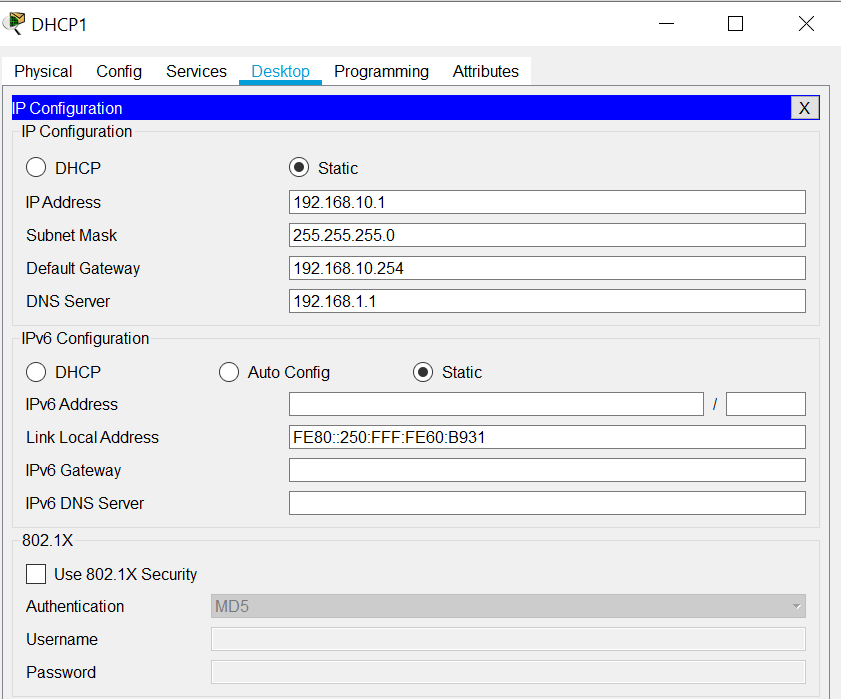 DHCP1
Physical Config Services Desktop Programming Attributes
IP Configuration X
IP Configuration
DHCP Static
IP Address 192.168.10.1
Subnet Mask 255.255.255.0
Default Gateway 192.168.10.254
DNS Server 192.168.1.1
IPv6 Configuration
DHCP Auto Config Static
IPv6 Address /
Link Local Address FE80::250:FFF:FE60:B931
IPv6 Gateway
IPv6 DNS Server
802.1X
Use 802.1X Security
Authentication MD5
Username
Password